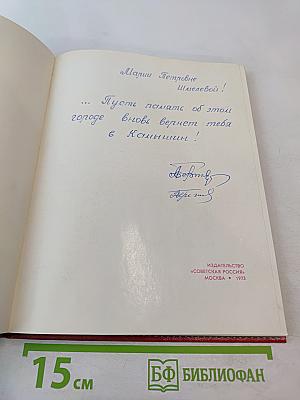 Марии Петровне
Шмелевой!
... Пусть память об этом
городе вновь вернет тебя
в Камышин!
ИЗДАТЕЛЬСТВО
«СОВЕТСКАЯ РОССИЯ»
МОСКВА • 1973
15 см
БФ БИБЛИОФАН